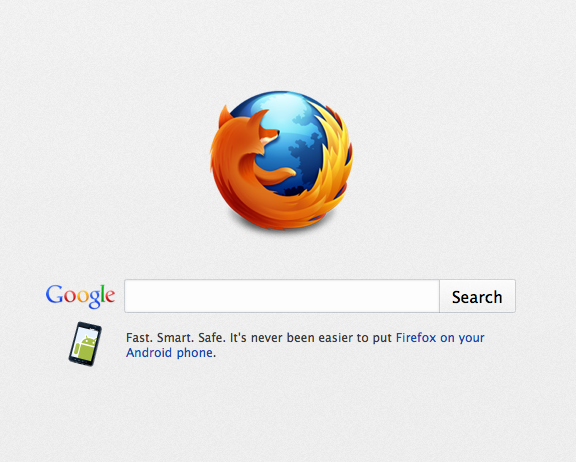 Google
Search
Fast. Smart. Safe. It's never been easier to put Firefox on your
Android phone.